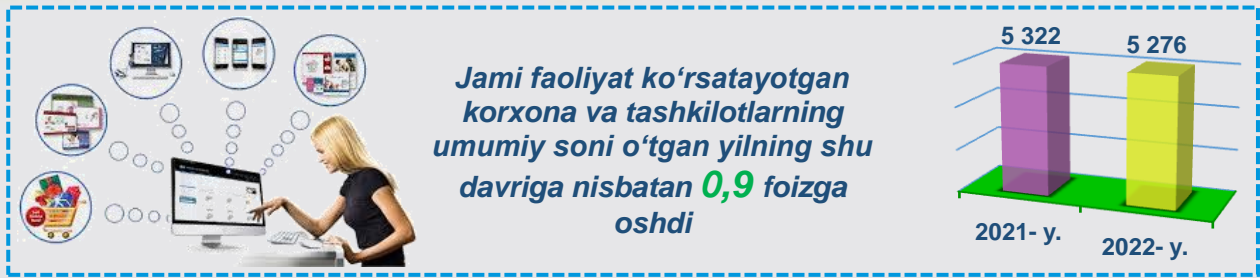 Jami faoliyat ko‘rsatayotgan
korxona va tashkilotlarning
umumiy soni o‘tgan yilning shu
davriga nisbatan 0,9 foizga
oshdi
5 322
5 276
2021- y.
2022- y.